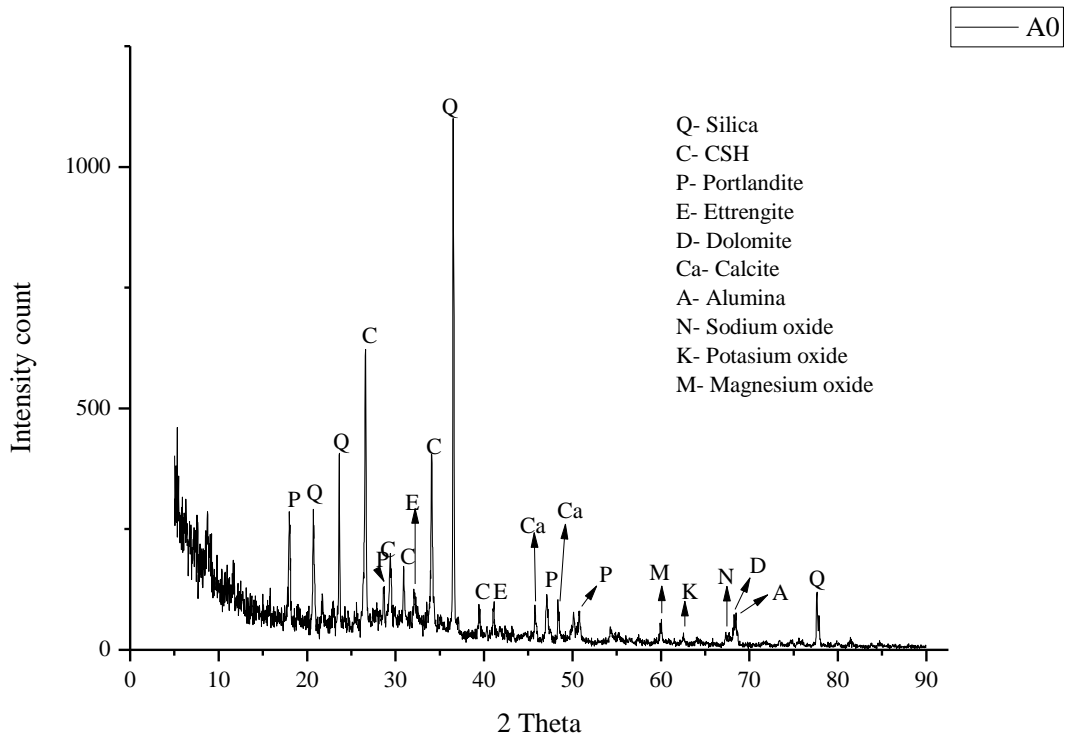 A0
Q- Silica
C- CSH
P- Portlandite
E- Ettrengite
D- Dolomite
Ca- Calcite
A- Alumina
N- Sodium oxide
K- Potasium oxide
M- Magnesium oxide
Intensity count
1000
500
0
P
Q
Q
C
P
C
C
E
C
Q
C
E
Ca
P
Ca
P
M
K
N
D
A
Q
0 10 20 30 40 50 60 70 80 90
2 Theta